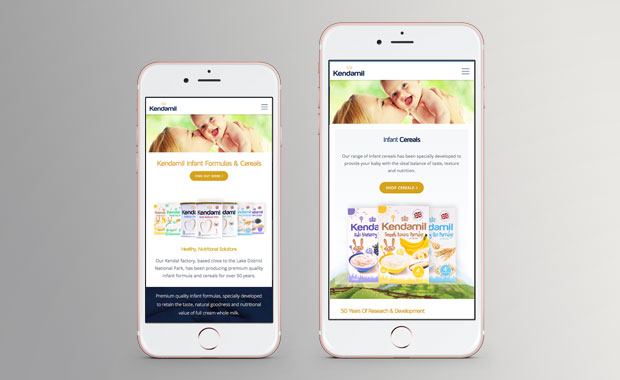 Kendamil
Kendamil Infant Formulas & Cereals
FIND OUT MORE >
Kendamil
Kendamil
Kendamil
Healthy, Nutritional Solutions
Our Kendal factory, based close to the Lake District
National Park, has been producing premium quality
infant formula and cereals for over 50 years.
Premium quality infant formulas, specially developed
to retain the taste, natural goodness and nutritional
value of full cream whole milk.
Kendamil
Infant Cereals
Our range of infant cereals has been specially developed to
provide your baby with the ideal balance of taste, texture
and nutrition.
SHOP CEREALS >
Kendamil
Smooth Banana Porridge
50 Years Of Research & Development